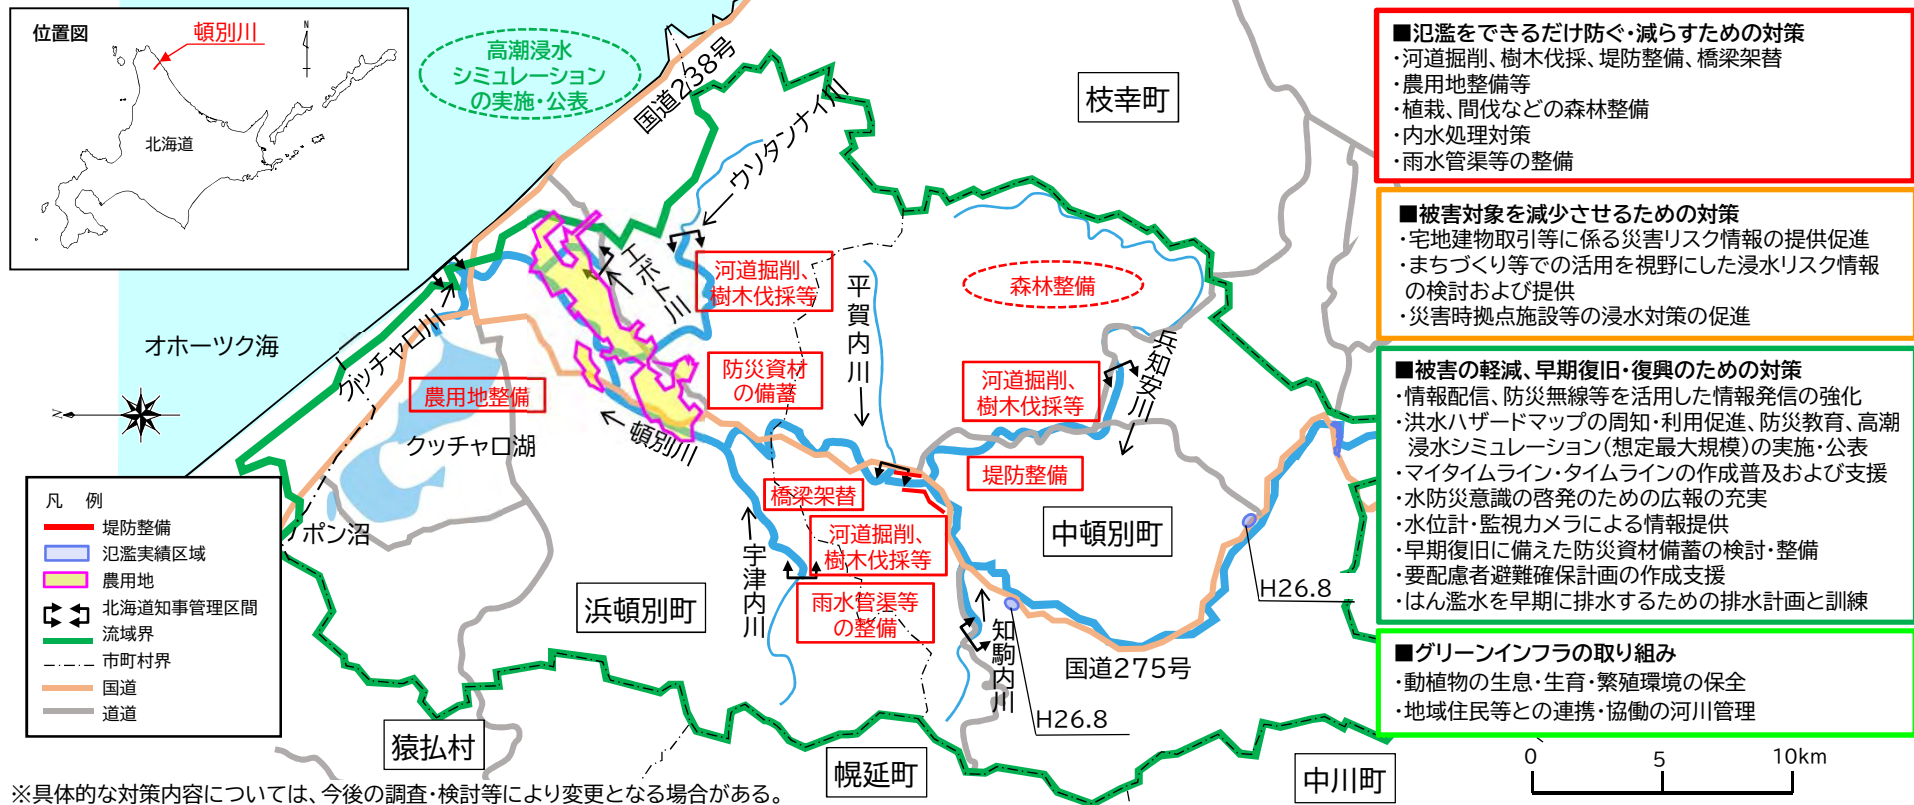 位置図
頓別川
N
北海道
高潮浸水
シミュレーション
の実施・公表
国道238号
ウソタンナイ川
枝幸町
エボト川
河道掘削、
樹木伐採等
平賀内川
森林整備
兵知安川
オホーツク海
クッチャロ川
農用地整備
防災資材
の備蓄
河道掘削、
樹木伐採等
クッチャロ湖
頓別川
橋梁架替
堤防整備
ポン沼
宇津内川
河道掘削、
樹木伐採等
中頓別町
浜頓別町
雨水管渠等
の整備
知駒内川
H26.8
国道275号
H26.8
猿払村
幌延町
中川町
凡 例
堤防整備
氾濫実績区域
農用地
北海道知事管理区間
流域界
市町村界
国道
道道
■氾濫をできるだけ防ぐ・減らすための対策
・河道掘削、樹木伐採、堤防整備、橋梁架替
・農用地整備等
・植栽、間伐などの森林整備
・内水処理対策
・雨水管渠等の整備
■被害対象を減少させるための対策
・宅地建物取引等に係る災害リスク情報の提供促進
・まちづくり等での活用を視野にした浸水リスク情報
の検討および提供
・災害時拠点施設等の浸水対策の促進
■被害の軽減、早期復旧・復興のための対策
・情報配信、防災無線等を活用した情報発信の強化
・洪水ハザードマップの周知・利用促進、防災教育、高潮
浸水シミュレーション(想定最大規模)の実施・公表
・マイタイムライン・タイムラインの作成普及および支援
・水防災意識の啓発のための広報の充実
・水位計・監視カメラによる情報提供
・早期復旧に備えた防災資材備蓄の検討・整備
・要配慮者避難確保計画の作成支援
・はん濫水を早期に排水するための排水計画と訓練
■グリーンインフラの取り組み
・動植物の生息・生育・繁殖環境の保全
・地域住民等との連携・協働の河川管理
0 5 10km
※具体的な対策内容については、今後の調査・検討等により変更となる場合がある。